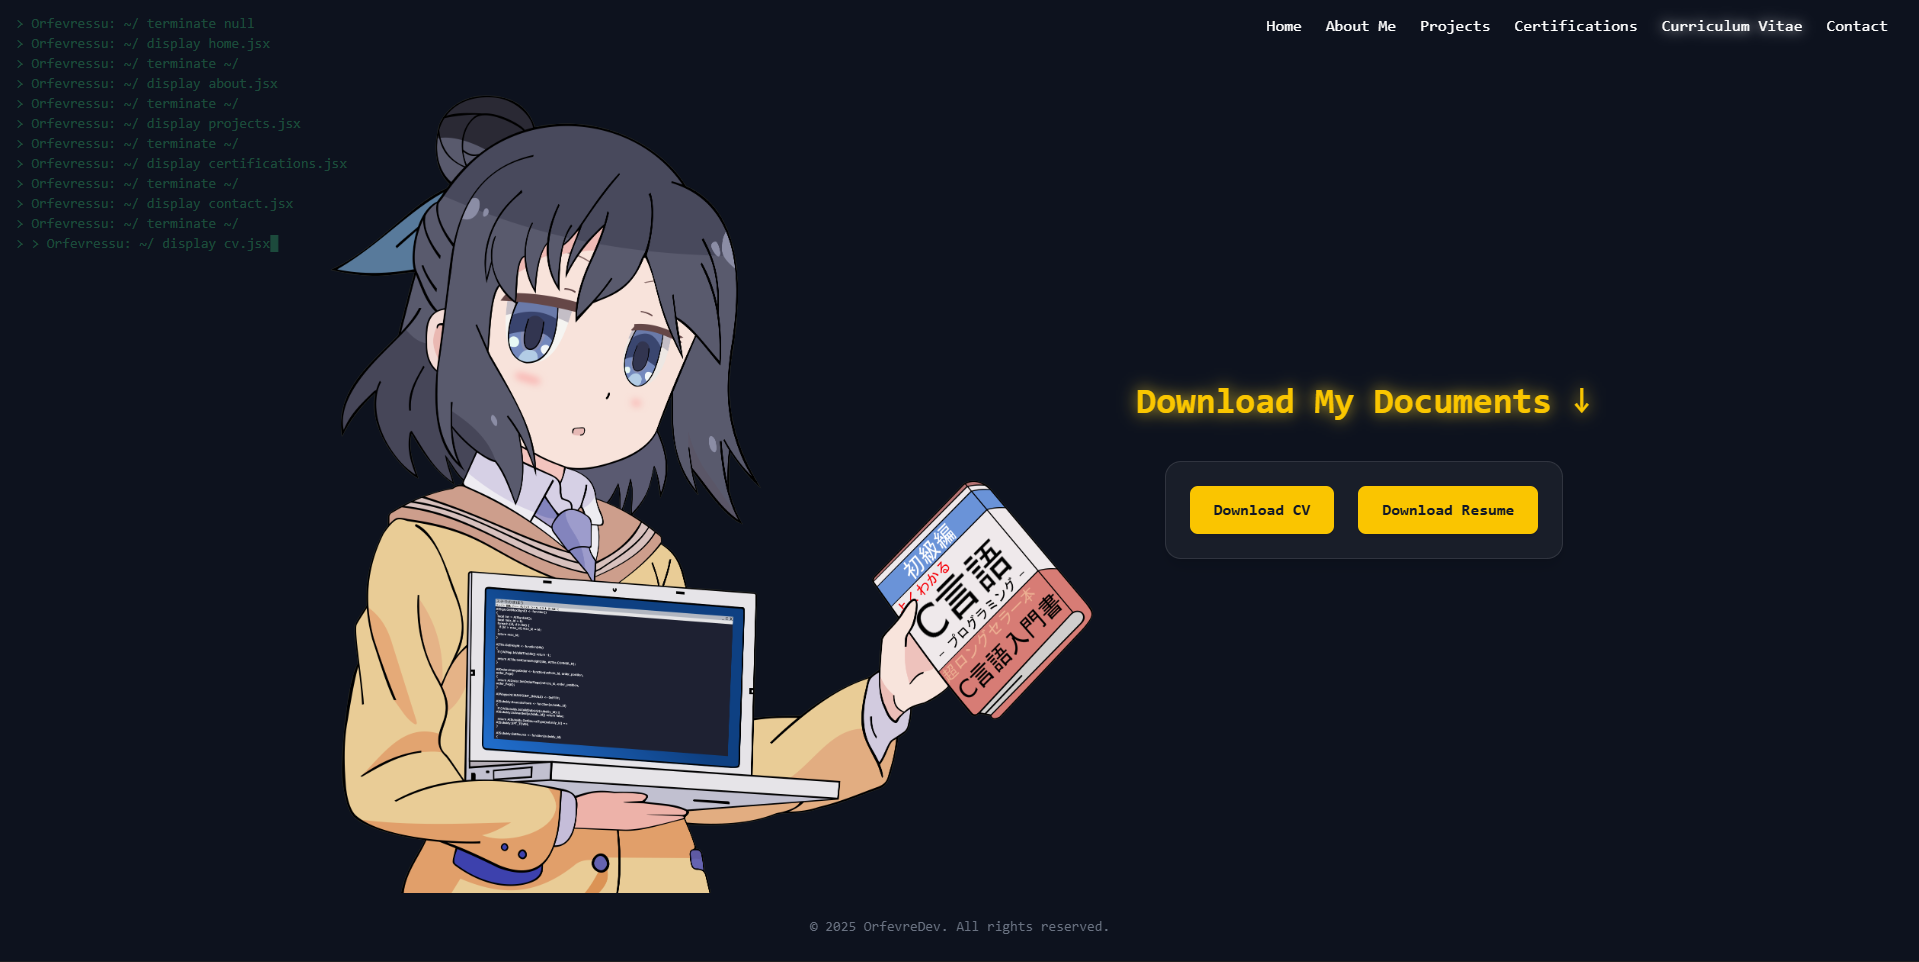 > Orfevressu: ~/ terminate null
> Orfevressu: ~/ display home.jsx
> Orfevressu: ~/ terminate ~/
> Orfevressu: ~/ display about.jsx
> Orfevressu: ~/ terminate ~/
> Orfevressu: ~/ display projects.jsx
> Orfevressu: ~/ terminate ~/
> Orfevressu: ~/ display certifications.jsx
> Orfevressu: ~/ terminate ~/
> Orfevressu: ~/ display contact.jsx
> Orfevressu: ~/ terminate ~/
> > Orfevressu: ~/ display cv.jsx
Home About Me Projects Certifications Curriculum Vitae Contact
初級編
よくわかる
C言語
- プログラミング -
超ロングセラー本
C言語入門書
Download My Documents ↓
Download CV Download Resume
© 2025 OrfevreDev. All rights reserved.